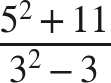 5² + 11
3² − 3